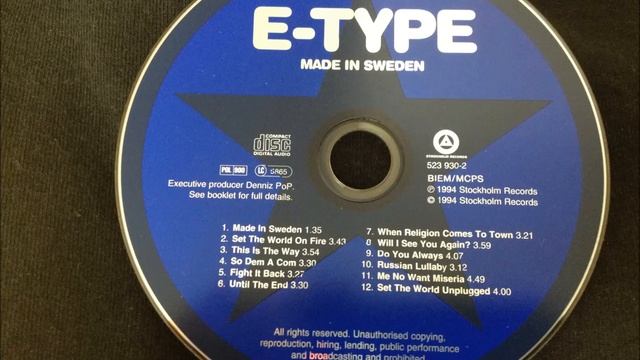 E-TYPE
MADE IN SWEDEN
COMPACT
disc
DIGITAL AUDIO
STOCKHOLM RECORDS
523 930-2
PGL 900 LC 5865
BIEM/MCPS
Executive producer Denniz PoP.
See booklet for full details.
℗ 1994 Stockholm Records
© 1994 Stockholm Records
1. Made In Sweden 1.35
2. Set The World On Fire 3.43
3. This Is The Way 3.54
4. So Dem A Com 3.30
5. Fight It Back 3.27
6. Until The End 3.30
7. When Religion Comes To Town 3.21
8 Will I See You Again? 3.59
9. Do You Always 4.07
10. Russian Lullaby 3.12
11. Me No Want Miseria 4.49
12. Set The World Unplugged 4.00
All rights reserved. Unauthorised copying,
reproduction, hiring, lending, public performance
and broadcasting and prohibited